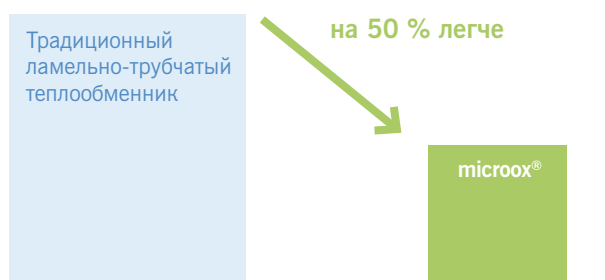 на 50 % легче
Традиционный
ламельно-трубчатый
теплообменник
microox®